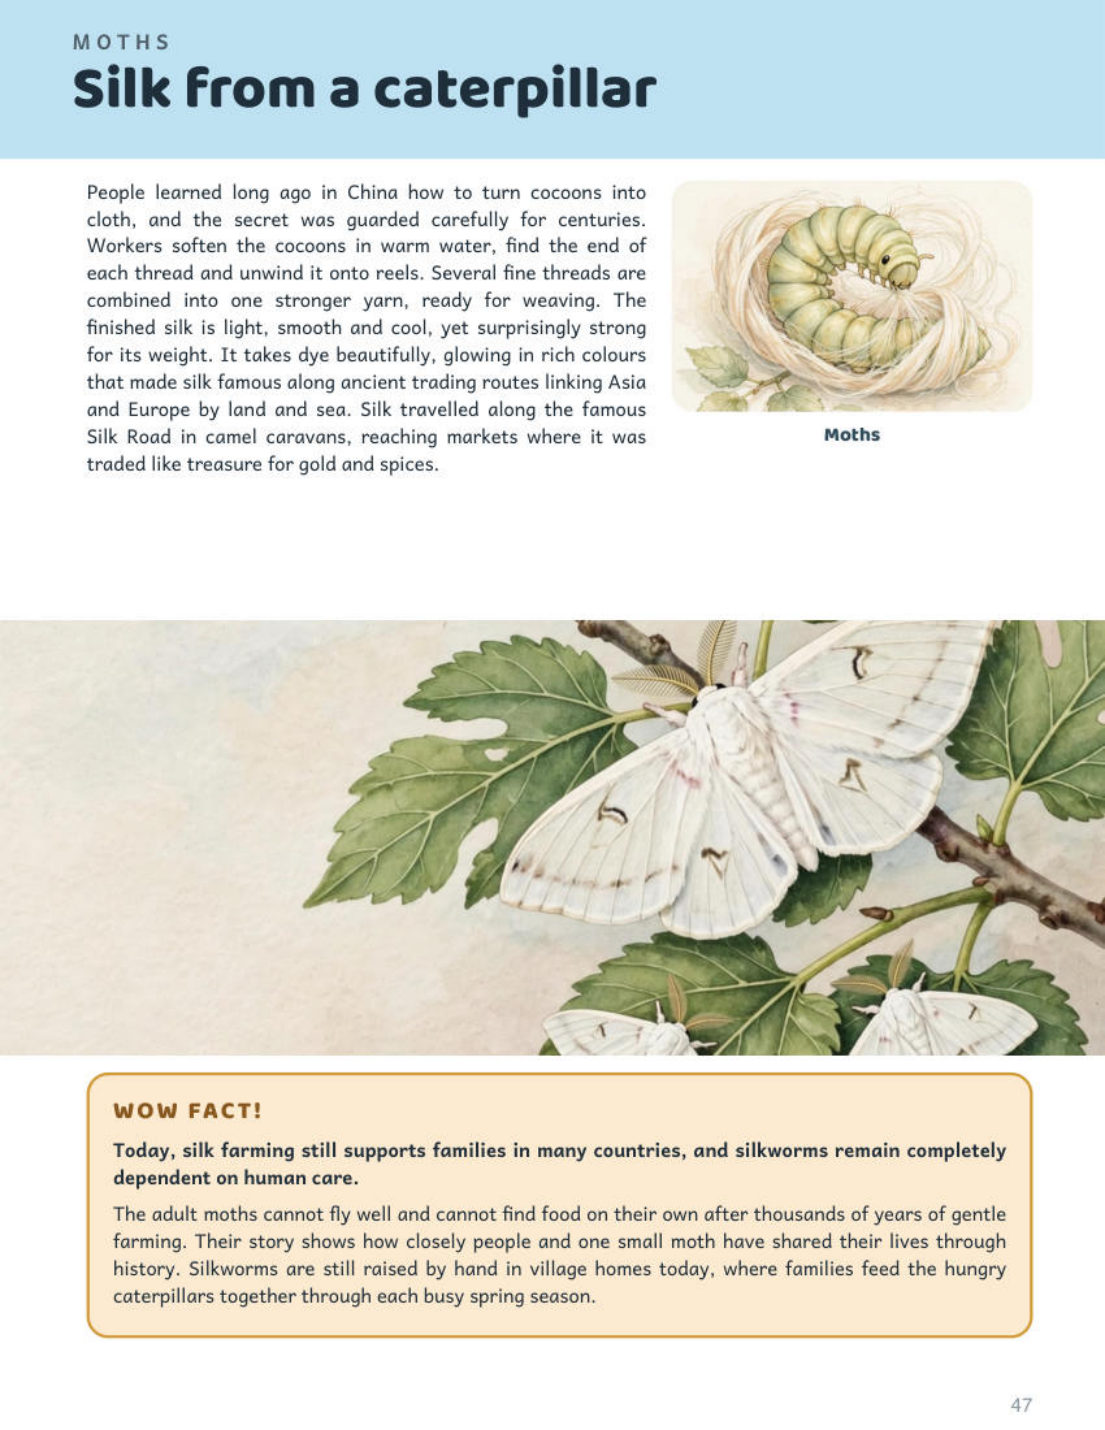 MOTHS
Silk from a caterpillar
People learned long ago in China how to turn cocoons into
cloth, and the secret was guarded carefully for centuries.
Workers soften the cocoons in warm water, find the end of
each thread and unwind it onto reels. Several fine threads are
combined into one stronger yarn, ready for weaving. The
finished silk is light, smooth and cool, yet surprisingly strong
for its weight. It takes dye beautifully, glowing in rich colours
that made silk famous along ancient trading routes linking Asia
and Europe by land and sea. Silk travelled along the famous
Silk Road in camel caravans, reaching markets where it was
traded like treasure for gold and spices.
Moths
WOW FACT!
Today, silk farming still supports families in many countries, and silkworms remain completely
dependent on human care.
The adult moths cannot fly well and cannot find food on their own after thousands of years of gentle
farming. Their story shows how closely people and one small moth have shared their lives through
history. Silkworms are still raised by hand in village homes today, where families feed the hungry
caterpillars together through each busy spring season.
47